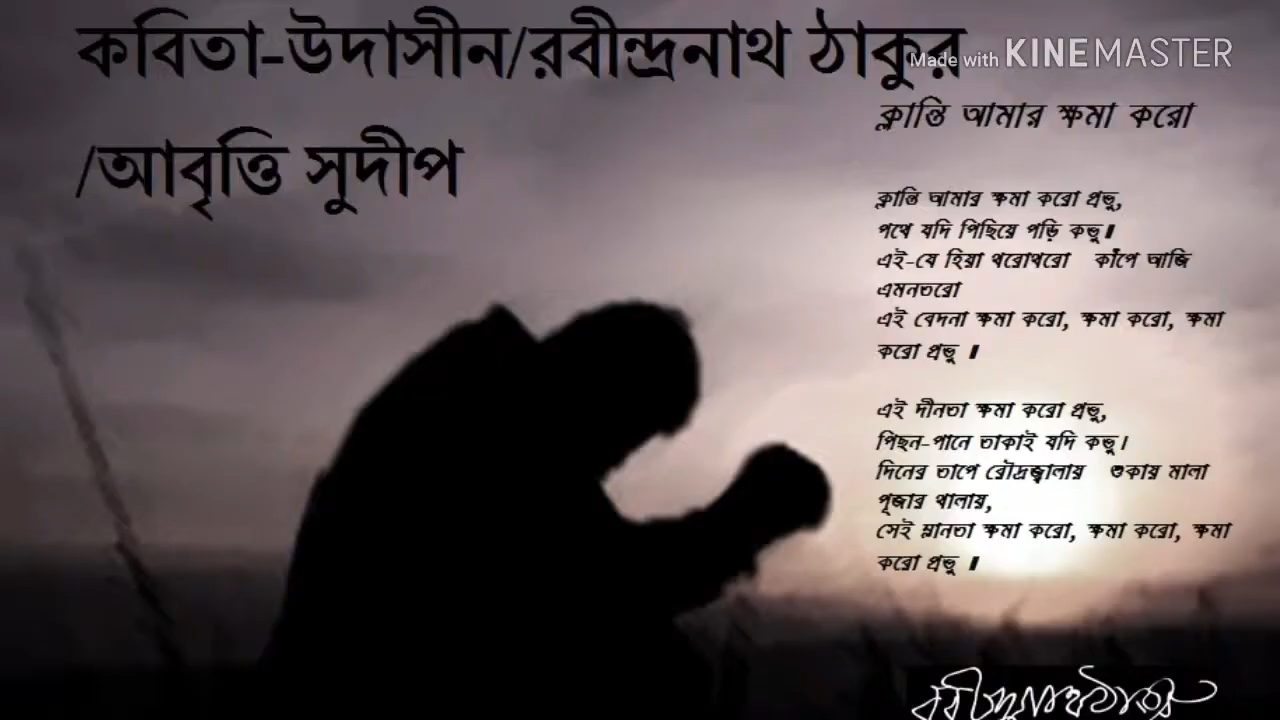 কবিতা-উদাসীন/রবীন্দ্রনাথ ঠাকুর
/আবৃত্তি সুদীপ
Made with KINEMASTER
ক্লান্তি আমার ক্ষমা করো
ক্লান্তি আমার ক্ষমা করো প্রভু,
পথে যদি পিছিয়ে পড়ি কভু॥
এই-যে হিয়া থরোথরো কাঁপে আজি
এমনতরো
এই বেদনা ক্ষমা করো, ক্ষমা করো, ক্ষমা
করো প্রভু ॥
এই দীনতা ক্ষমা করো প্রভু,
পিছন-পানে তাকাই যদি কভু।
দিনের তাপে রৌদ্রজ্বালায় শুকায় মালা
পূজার থালায়,
সেই ম্লানতা ক্ষমা করো, ক্ষমা করো, ক্ষমা
করো প্রভু ॥
রবীন্দ্রনাথ ঠাকুর